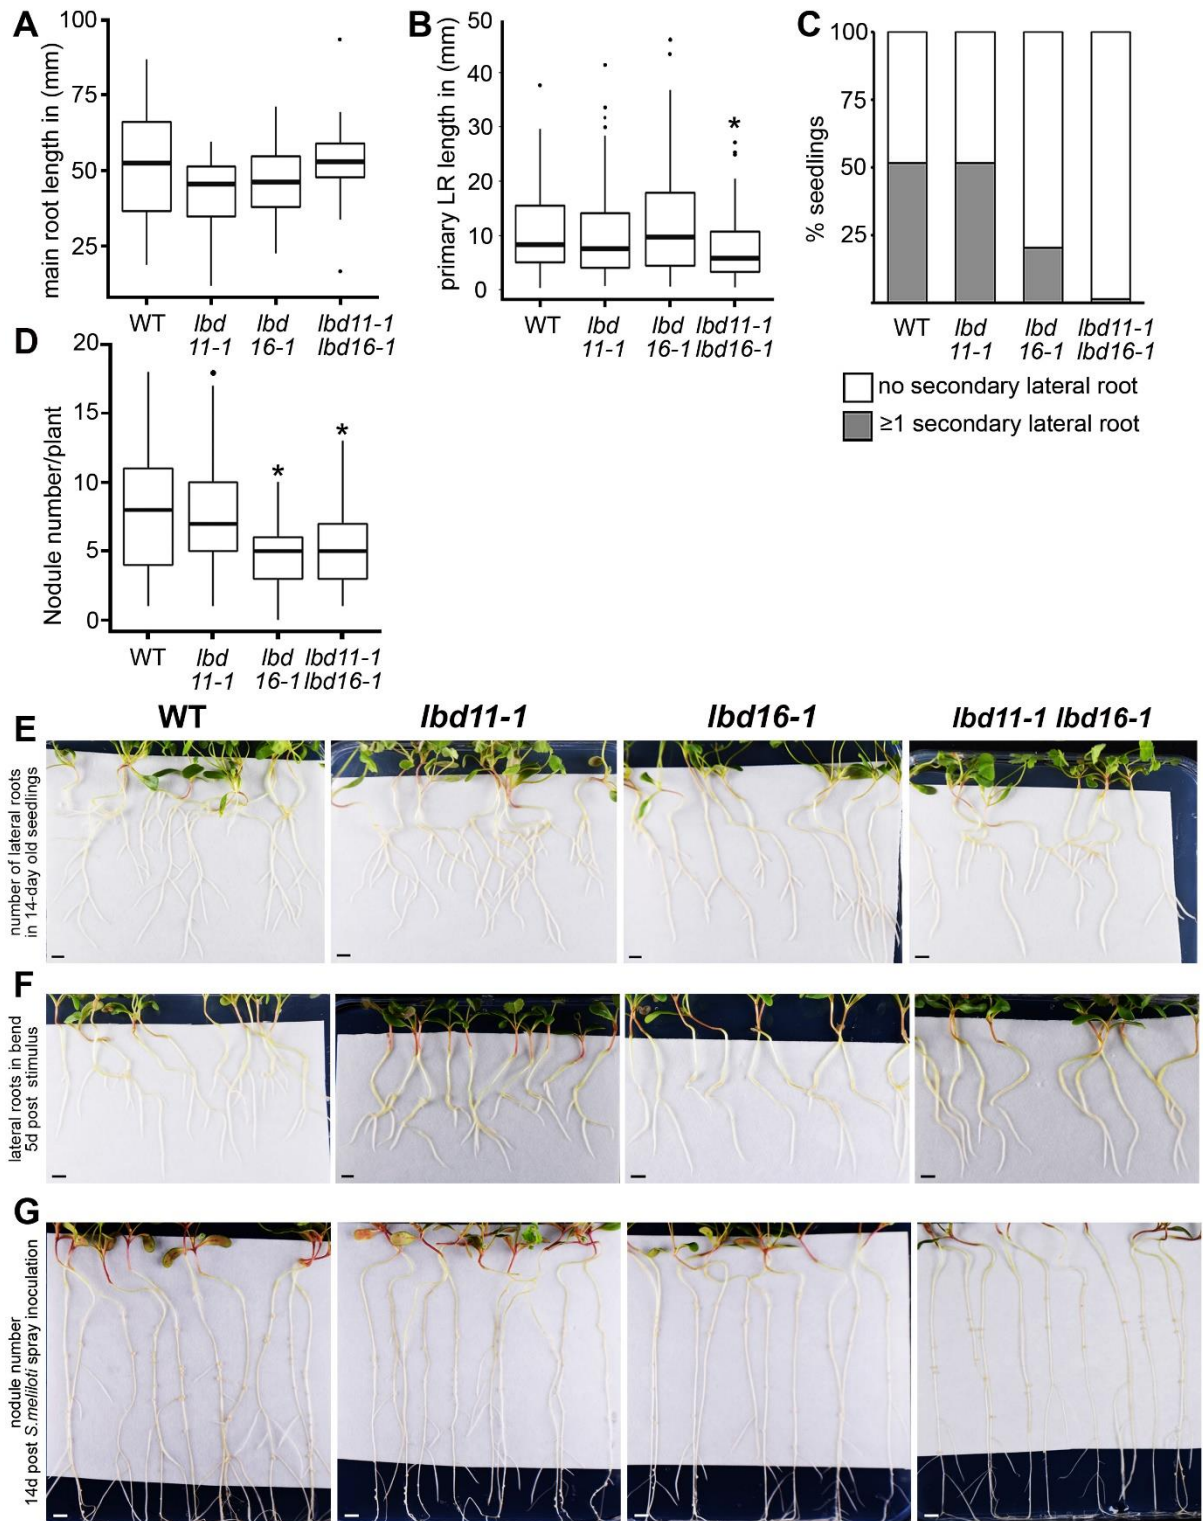 A
main root length in (mm)
100
75
50
25
WT
lbd
11-1
lbd
16-1
lbd11-1
lbd16-1
B
primary LR length in (mm)
50
40
30
20
10
0
*
WT
lbd
11-1
lbd
16-1
lbd11-1
lbd16-1
C
% seedlings
100
75
50
25
WT
lbd
11-1
lbd
16-1
lbd11-1
lbd16-1
no secondary lateral root
≥1 secondary lateral root
D
Nodule number/plant
20
15
10
5
0
*
*
WT
lbd
11-1
lbd
16-1
lbd11-1
lbd16-1
WT
lbd11-1
lbd16-1
lbd11-1 lbd16-1
E
number of lateral roots
in 14-day old seedlings
F
lateral roots in bend
5d post stimulus
G
nodule number
14d post S.meliloti spray inoculation